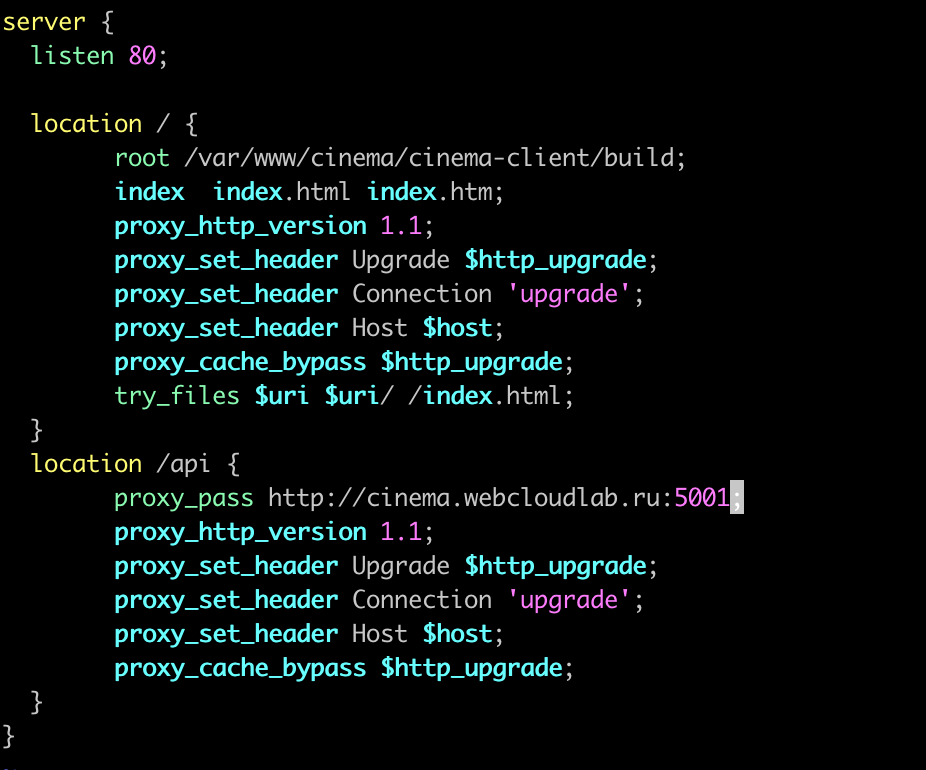 server {
  listen 80;

  location / {
        root /var/www/cinema/cinema-client/build;
        index  index.html index.htm;
        proxy_http_version 1.1;
        proxy_set_header Upgrade $http_upgrade;
        proxy_set_header Connection 'upgrade';
        proxy_set_header Host $host;
        proxy_cache_bypass $http_upgrade;
        try_files $uri $uri/ /index.html;
  }
  location /api {
        proxy_pass http://cinema.webcloudlab.ru:5001;
        proxy_http_version 1.1;
        proxy_set_header Upgrade $http_upgrade;
        proxy_set_header Connection 'upgrade';
        proxy_set_header Host $host;
        proxy_cache_bypass $http_upgrade;
  }
}